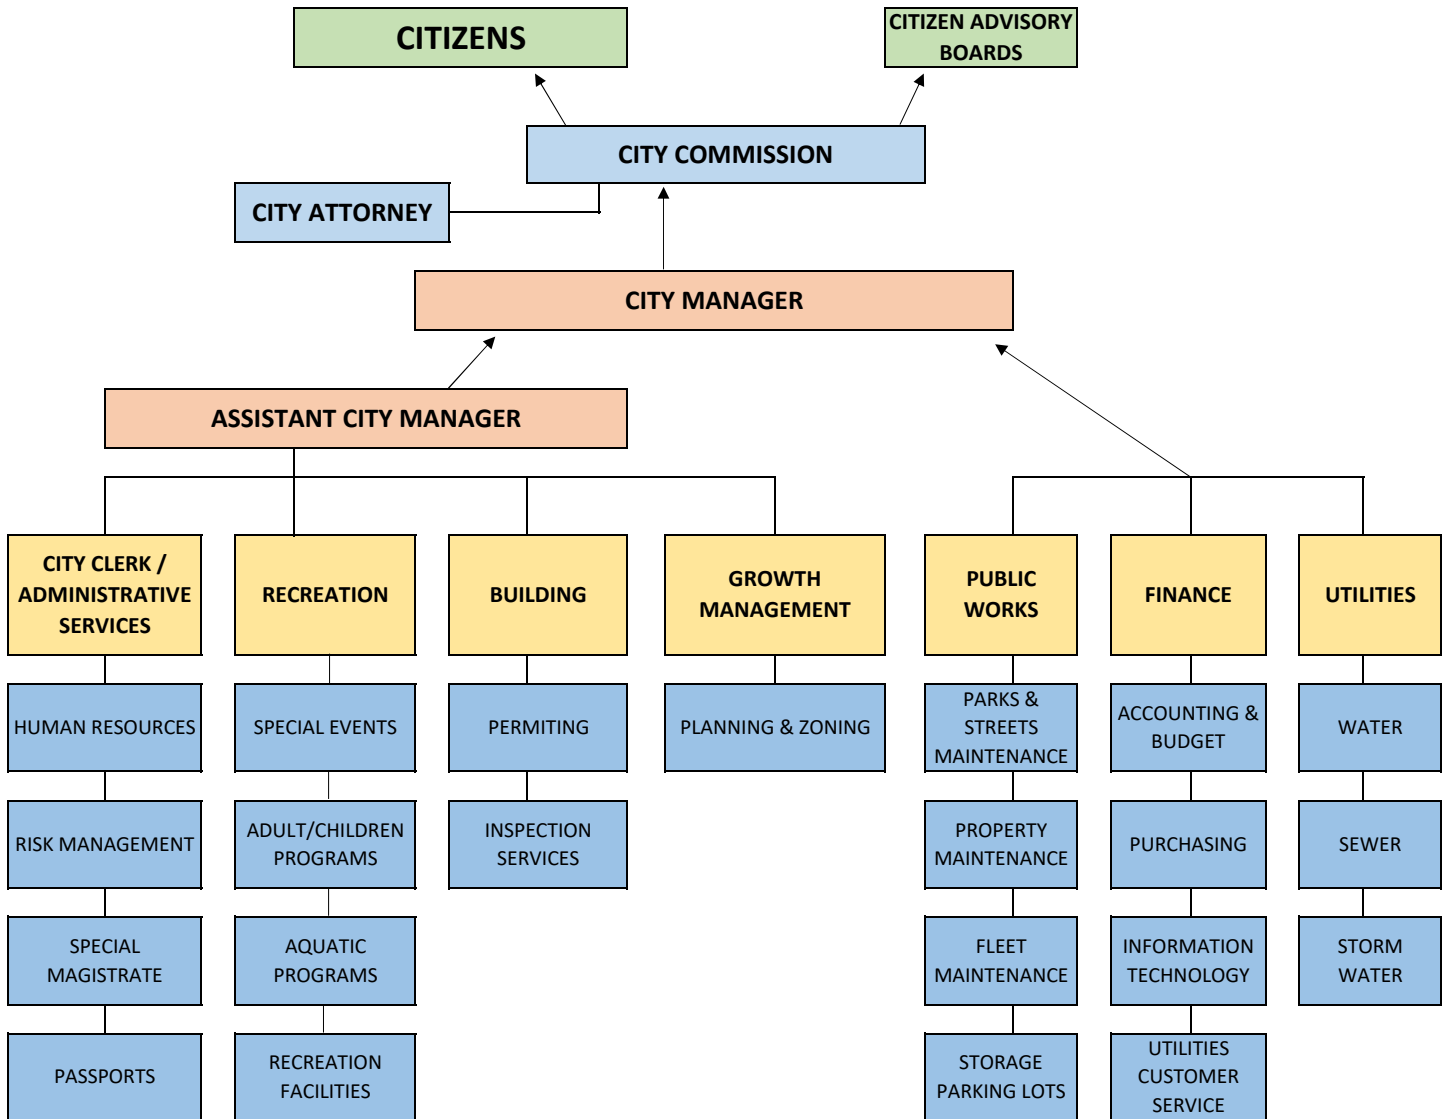 CITIZENS
CITIZEN ADVISORY
BOARDS
CITY COMMISSION
CITY ATTORNEY
CITY MANAGER
ASSISTANT CITY MANAGER
CITY CLERK /
ADMINISTRATIVE
SERVICES
RECREATION
BUILDING
GROWTH
MANAGEMENT
PUBLIC
WORKS
FINANCE
UTILITIES
HUMAN RESOURCES
SPECIAL EVENTS
PERMITING
PLANNING & ZONING
PARKS &
STREETS
MAINTENANCE
ACCOUNTING &
BUDGET
WATER
RISK MANAGEMENT
ADULT/CHILDREN
PROGRAMS
INSPECTION
SERVICES
PROPERTY
MAINTENANCE
PURCHASING
SEWER
SPECIAL
MAGISTRATE
AQUATIC
PROGRAMS
FLEET
MAINTENANCE
INFORMATION
TECHNOLOGY
STORM
WATER
PASSPORTS
RECREATION
FACILITIES
STORAGE
PARKING LOTS
UTILITIES
CUSTOMER
SERVICE